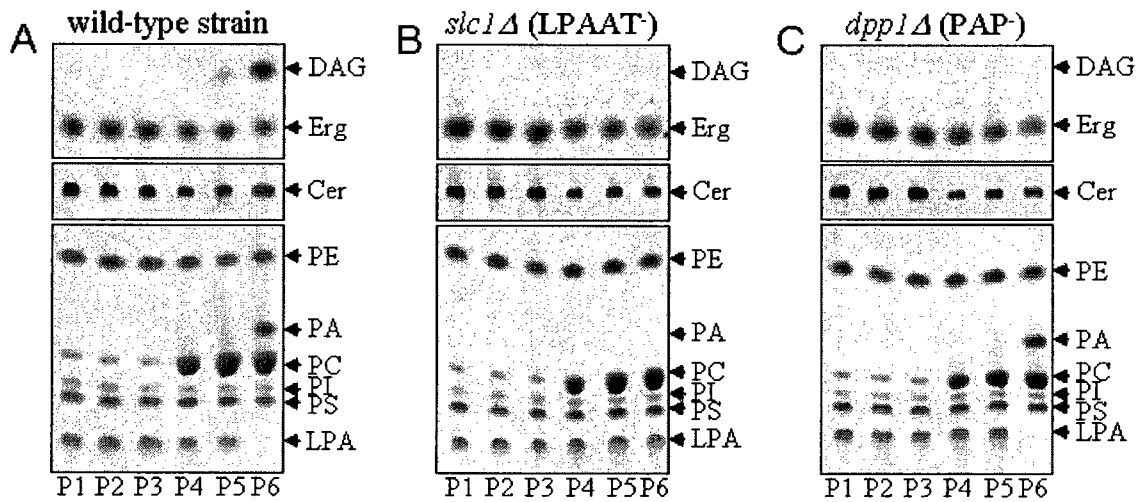 A wild-type strain
DAG
Erg
Cer
PE
PA
PC
PI
PS
LPA
P1 P2 P3 P4 P5 P6
B slc1Δ (LPAAT-)
DAG
Erg
Cer
PE
PA
PC
PI
PS
LPA
P1 P2 P3 P4 P5 P6
C dpp1Δ (PAP-)
DAG
Erg
Cer
PE
PA
PC
PI
PS
LPA
P1 P2 P3 P4 P5 P6